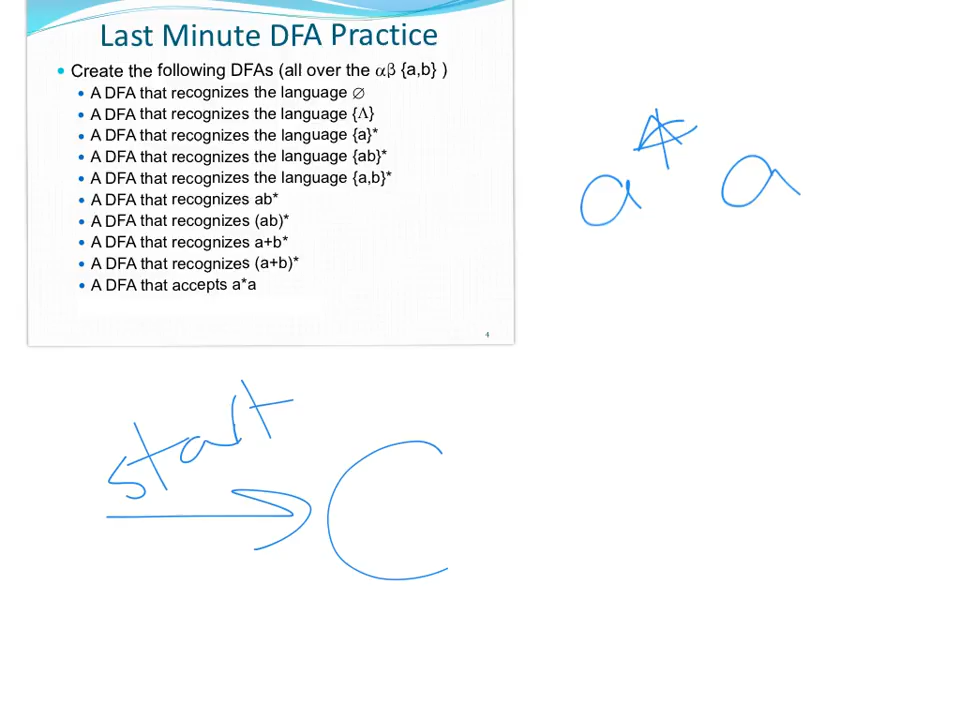 Last Minute DFA Practice
• Create the following DFAs (all over the αβ {a,b} )
• A DFA that recognizes the language ∅
• A DFA that recognizes the language {Λ}
• A DFA that recognizes the language {a}*
• A DFA that recognizes the language {ab}*
• A DFA that recognizes the language {a,b}*
• A DFA that recognizes ab*
• A DFA that recognizes (ab)*
• A DFA that recognizes a+b*
• A DFA that recognizes (a+b)*
• A DFA that accepts a*a
4
a* a
start